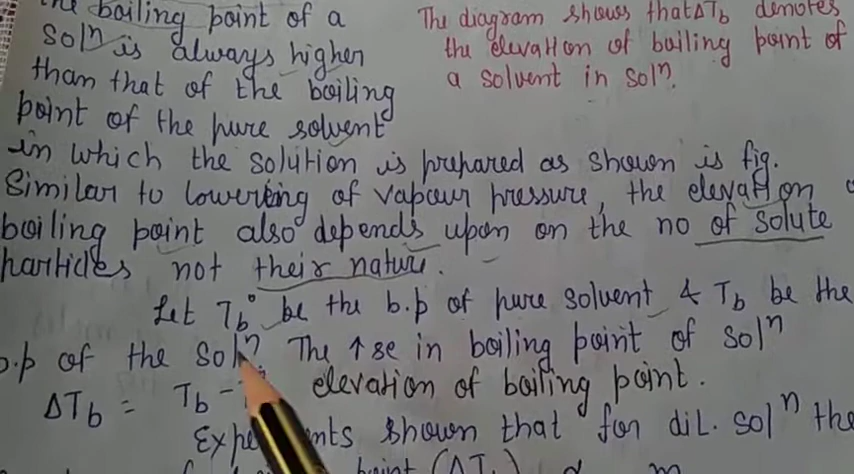 the boiling point of a
solⁿ is always higher
than that of the boiling
point of the pure solvent
The diagram shows that ΔTb denotes
the elevation of boiling point of
a solvent in solⁿ.
in which the solution is prepared as shown is fig.
Similar to lowering of vapour pressure, the elevation
boiling point also depends upon on the no of solute
particles not their nature.
Let Tb° be the b.p of pure solvent & Tb be the
b.p of the solⁿ The ↑se in boiling point of solⁿ
elevation of boiling point.
ΔTb = Tb -
shown that for dil. solⁿ the
point (ΔT